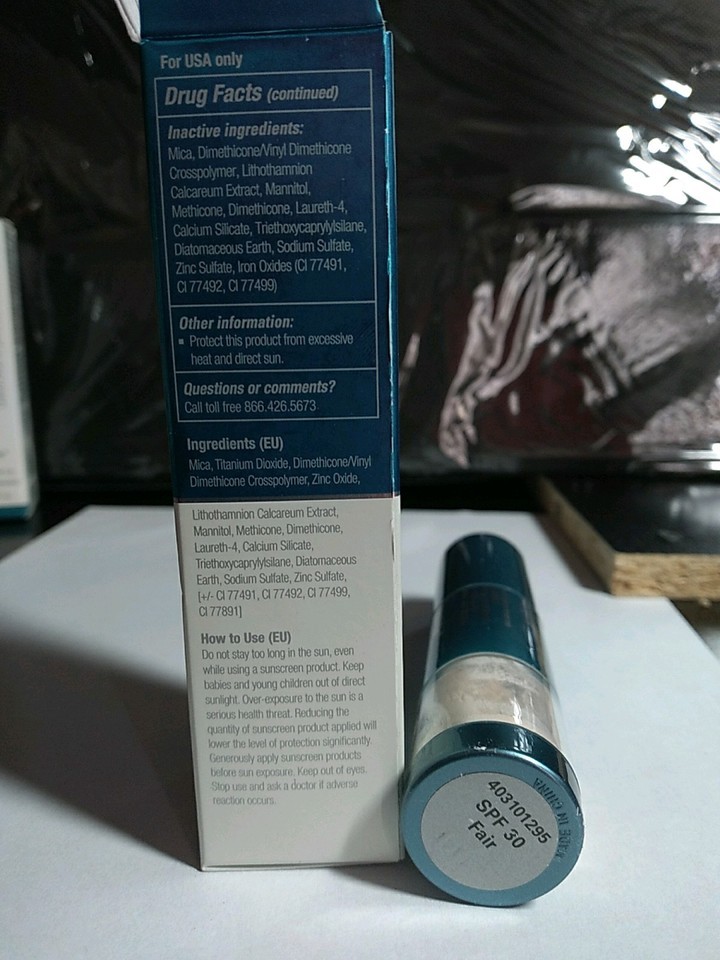 For USA only
Drug Facts (continued)
Inactive ingredients:
Mica, Dimethicone/Vinyl Dimethicone
Crosspolymer, Lithothamnion
Calcareum Extract, Mannitol,
Methicone, Dimethicone, Laureth-4,
Calcium Silicate, Triethoxycaprylylsilane,
Diatomaceous Earth, Sodium Sulfate,
Zinc Sulfate, Iron Oxides (CI 77491,
CI 77492, CI 77499)
Other information:
▪ Protect this product from excessive
heat and direct sun.
Questions or comments?
Call toll free 866.426.5673
Ingredients (EU)
Mica, Titanium Dioxide, Dimethicone/Vinyl
Dimethicone Crosspolymer, Zinc Oxide,
Lithothamnion Calcareum Extract,
Mannitol, Methicone, Dimethicone,
Laureth-4, Calcium Silicate,
Triethoxycaprylylsilane, Diatomaceous
Earth, Sodium Sulfate, Zinc Sulfate,
[+/- CI 77491, CI 77492, CI 77499,
CI 77891]
How to Use (EU)
Do not stay too long in the sun, even
while using a sunscreen product. Keep
babies and young children out of direct
sunlight. Over-exposure to the sun is a
serious health threat. Reducing the
quantity of sunscreen product applied will
lower the level of protection significantly.
Generously apply sunscreen products
before sun exposure. Keep out of eyes.
Stop use and ask a doctor if adverse
reaction occurs.
403101295
SPF 30
Fair
MADE IN CHINA